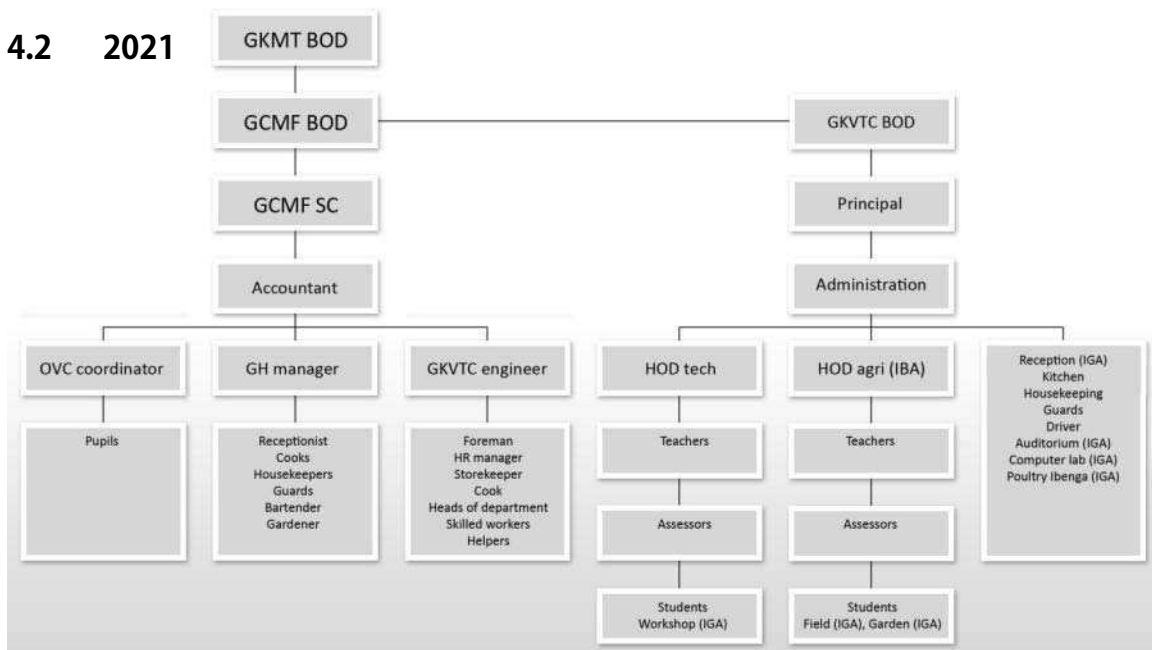 4.2 2021
GKMT BOD
GCMF BOD
GKVTC BOD
GCMF SC
Principal
Accountant
Administration
OVC coordinator
GH manager
GKVTC engineer
HOD tech
HOD agri (IBA)
Reception (IGA)
Kitchen
Housekeeping
Guards
Driver
Auditorium (IGA)
Computer lab (IGA)
Poultry Ibenga (IGA)
Pupils
Receptionist
Cooks
Housekeepers
Guards
Bartender
Gardener
Foreman
HR manager
Storekeeper
Cook
Heads of department
Skilled workers
Helpers
Teachers
Teachers
Assessors
Assessors
Students
Workshop (IGA)
Students
Field (IGA), Garden (IGA)